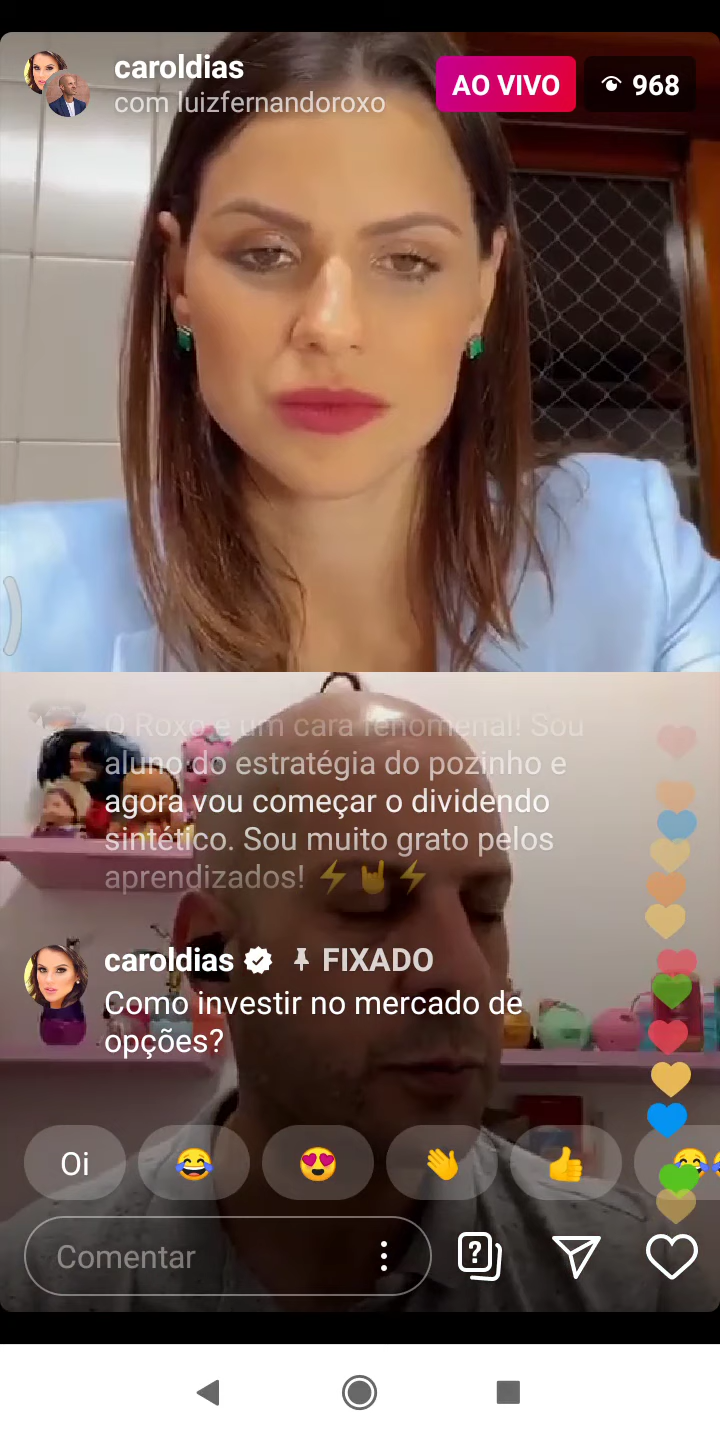 caroldias
com luizfernandoroxo
AO VIVO
968
O Roxo e um cara fenomenal! Sou
aluno do estratégia do pozinho e
agora vou começar o dividendo
sintético. Sou muito grato pelos
aprendizados! ⚡🤘⚡
caroldias FIXADO
Como investir no mercado de
opções?
Oi 😂 😍 👋 👍 😂
Comentar